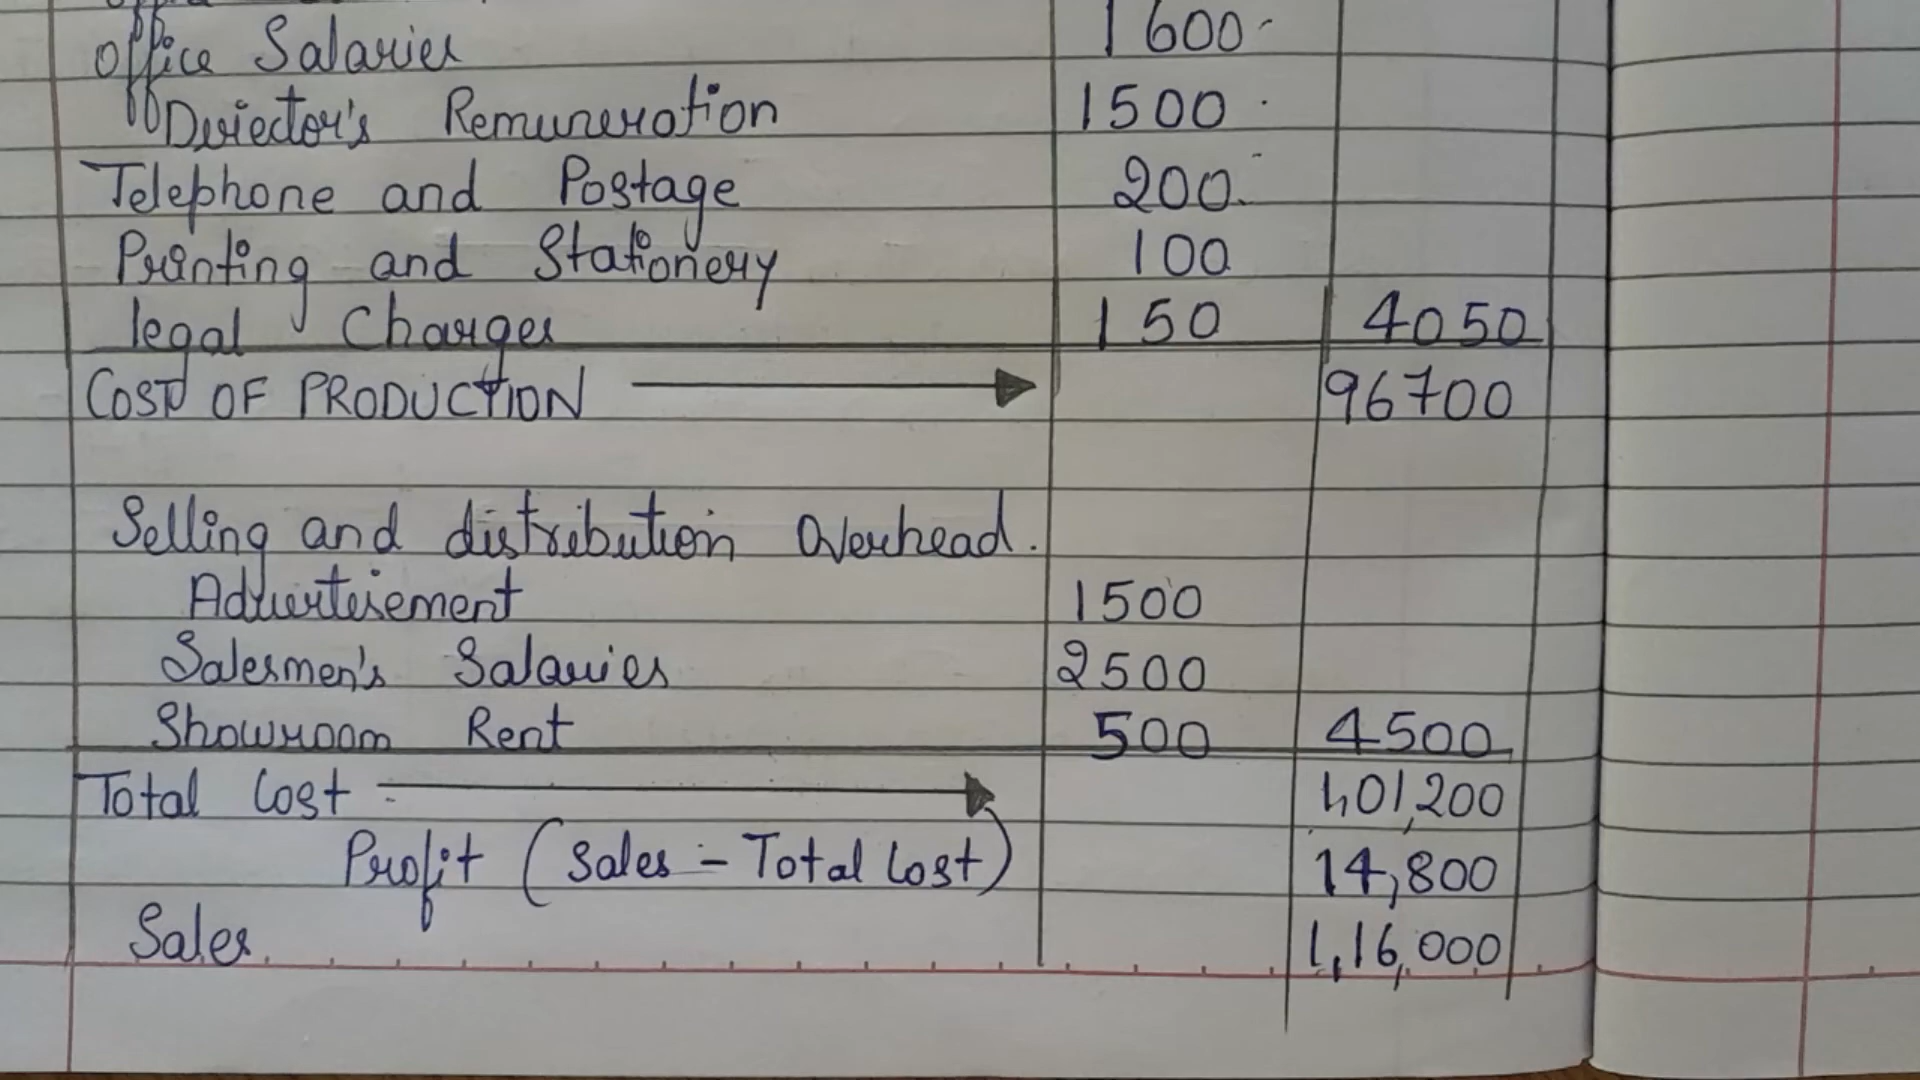 Office Salaries 1600
Director's Remuneration 1500
Telephone and Postage 200
Printing and Stationery 100
legal Charges 150 4050
COST OF PRODUCTION 96700
Selling and distribution Overhead.
Advertisement 1500
Salesmen's Salaries 2500
Showroom Rent 500 4500
Total Cost 1,01,200
Profit (Sales - Total Cost) 14,800
Sales 1,16,000